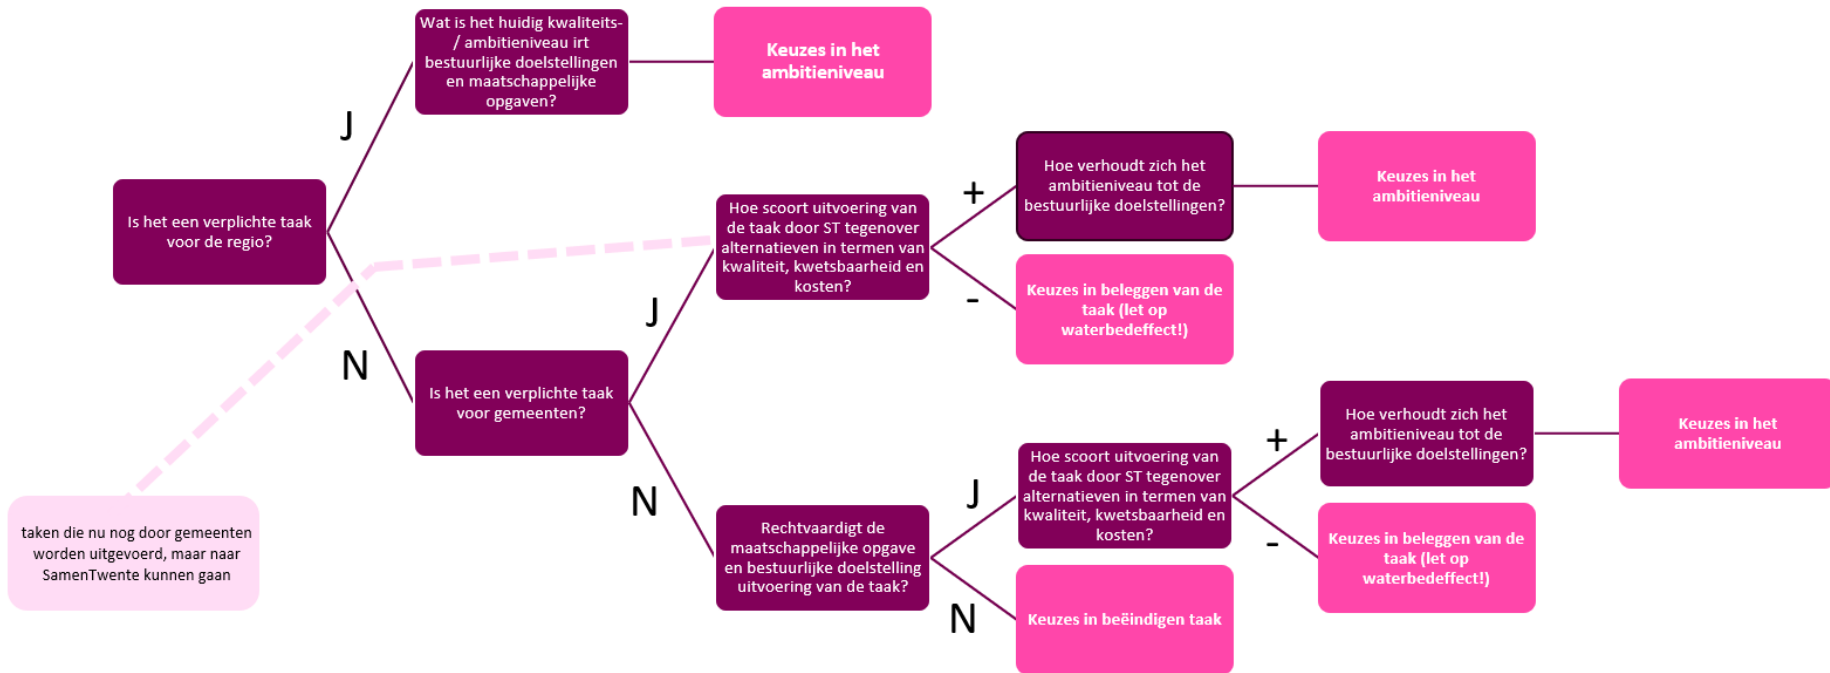 Wat is het huidig kwaliteits-
/ ambitieniveau irt
bestuurlijke doelstellingen
en maatschappelijke
opgaven?
Keuzes in het
ambitieniveau
J
Is het een verplichte taak
voor de regio?
N
Is het een verplichte taak
voor gemeenten?
J
Hoe scoort uitvoering van
de taak door ST tegenover
alternatieven in termen van
kwaliteit, kwetsbaarheid en
kosten?
+
Hoe verhoudt zich het
ambitieniveau tot de
bestuurlijke doelstellingen?
Keuzes in het
ambitieniveau
-
Keuzes in beleggen van de
taak (let op
waterbedeffect!)
N
Rechtvaardigt de
maatschappelijke opgave
en bestuurlijke doelstelling
uitvoering van de taak?
J
Hoe scoort uitvoering van
de taak door ST tegenover
alternatieven in termen van
kwaliteit, kwetsbaarheid en
kosten?
+
Hoe verhoudt zich het
ambitieniveau tot de
bestuurlijke doelstellingen?
Keuzes in het
ambitieniveau
-
Keuzes in beleggen van de
taak (let op
waterbedeffect!)
N
Keuzes in beëindigen taak
taken die nu nog door gemeenten
worden uitgevoerd, maar naar
SamenTwente kunnen gaan